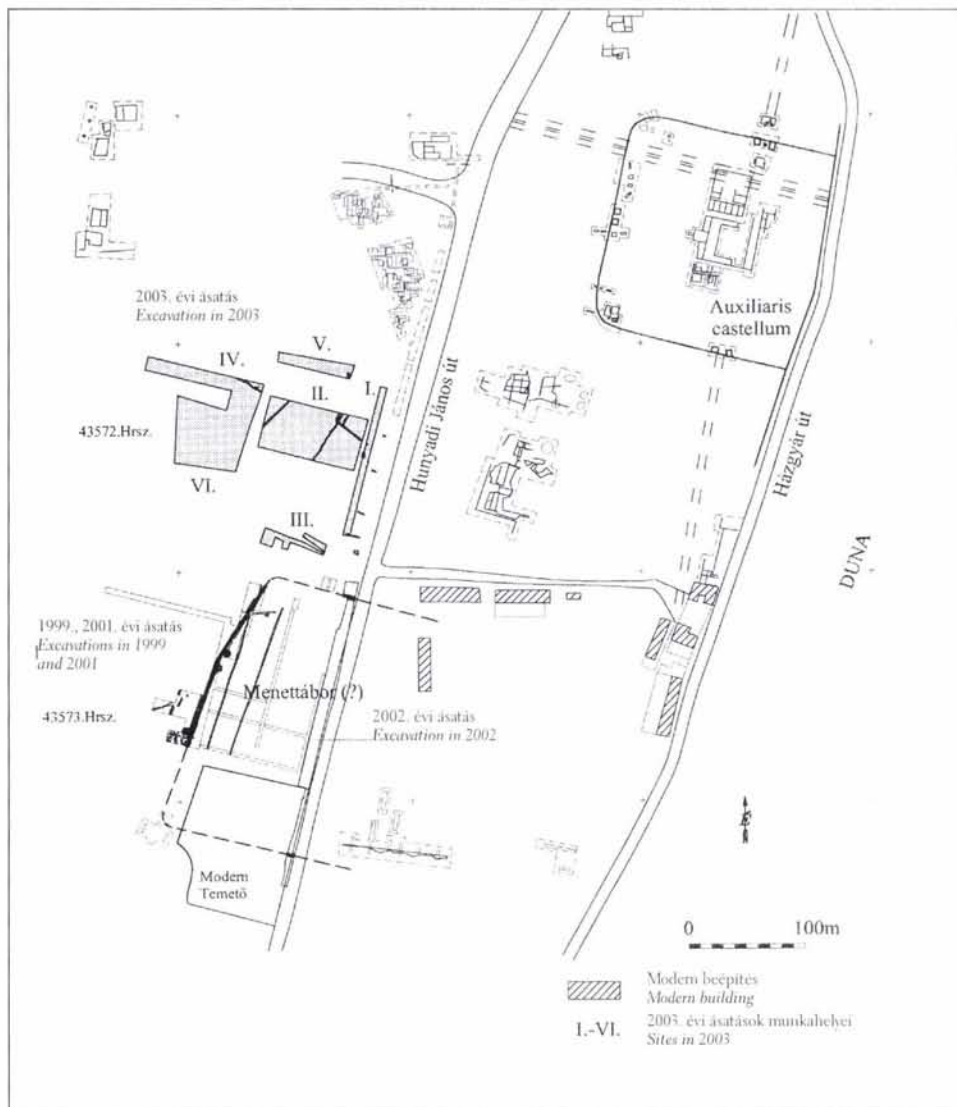 2003. évi ásatás
Excavation in 2003
Auxiliaris
castellum
V.
IV.
I.
II.
43572.Hrsz.
VI.
III.
Hunyadi János út
Házgyár út
DUNA
1999., 2001. évi ásatás
Excavations in 1999
and 2001
Menettábor (?)
43573.Hrsz.
2002. évi ásatás
Excavation in 2002
Modern
Temető
0 100m
Modern beépítés
Modern building
I.-VI.
2003. évi ásatások munkahelyei
Sites in 2003